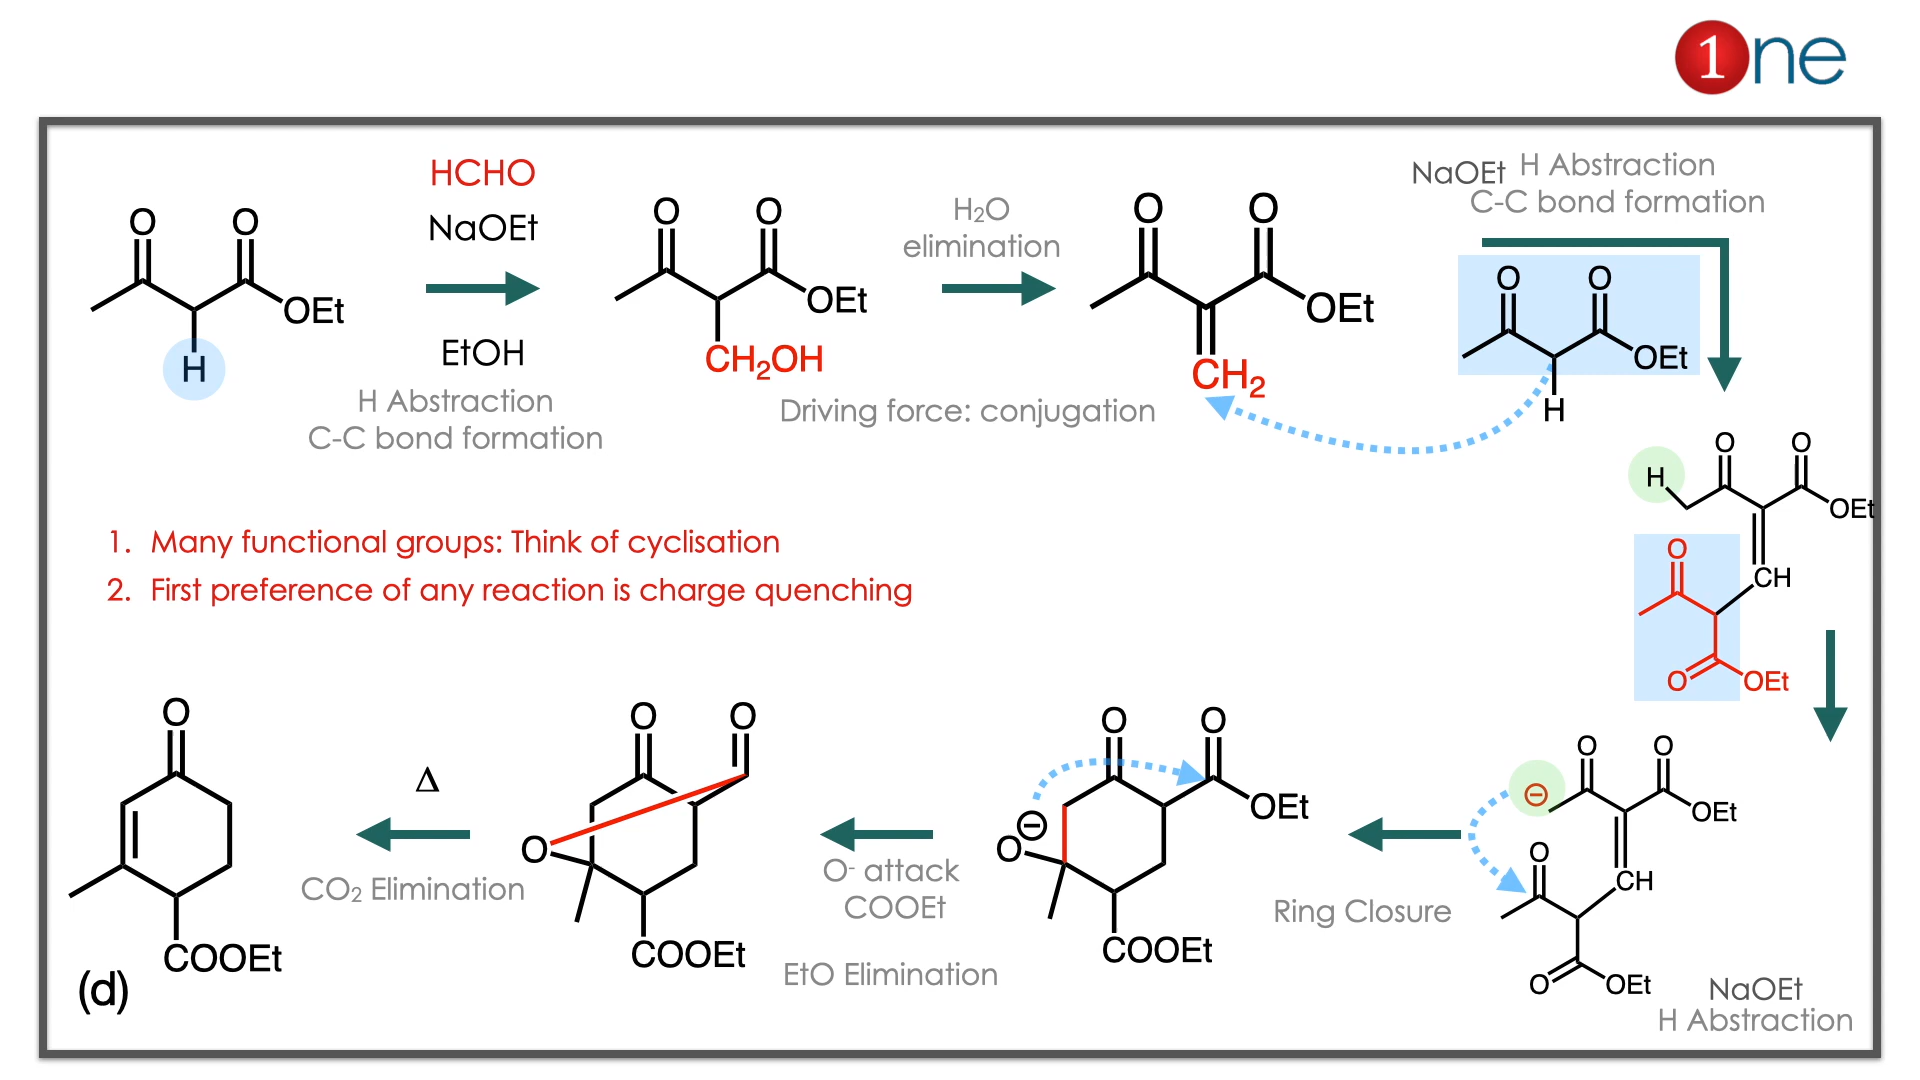 1ne
HCHO
NaOEt
EtOH
H Abstraction
C-C bond formation
O O
OEt
H
O O
OEt
CH₂OH
H₂O
elimination
Driving force: conjugation
O O
OEt
CH₂
NaOEt H Abstraction
C-C bond formation
O O
OEt
H
O O
H
OEt
CH
O
O OEt
1. Many functional groups: Think of cyclisation
2. First preference of any reaction is charge quenching
O O
⊖
OEt
O
CH
O OEt
NaOEt
H Abstraction
Ring Closure
O O
OEt
⊖
O
COOEt
O⁻ attack
COOEt
EtO Elimination
O O
O
COOEt
Δ
CO₂ Elimination
O
COOEt
(d)